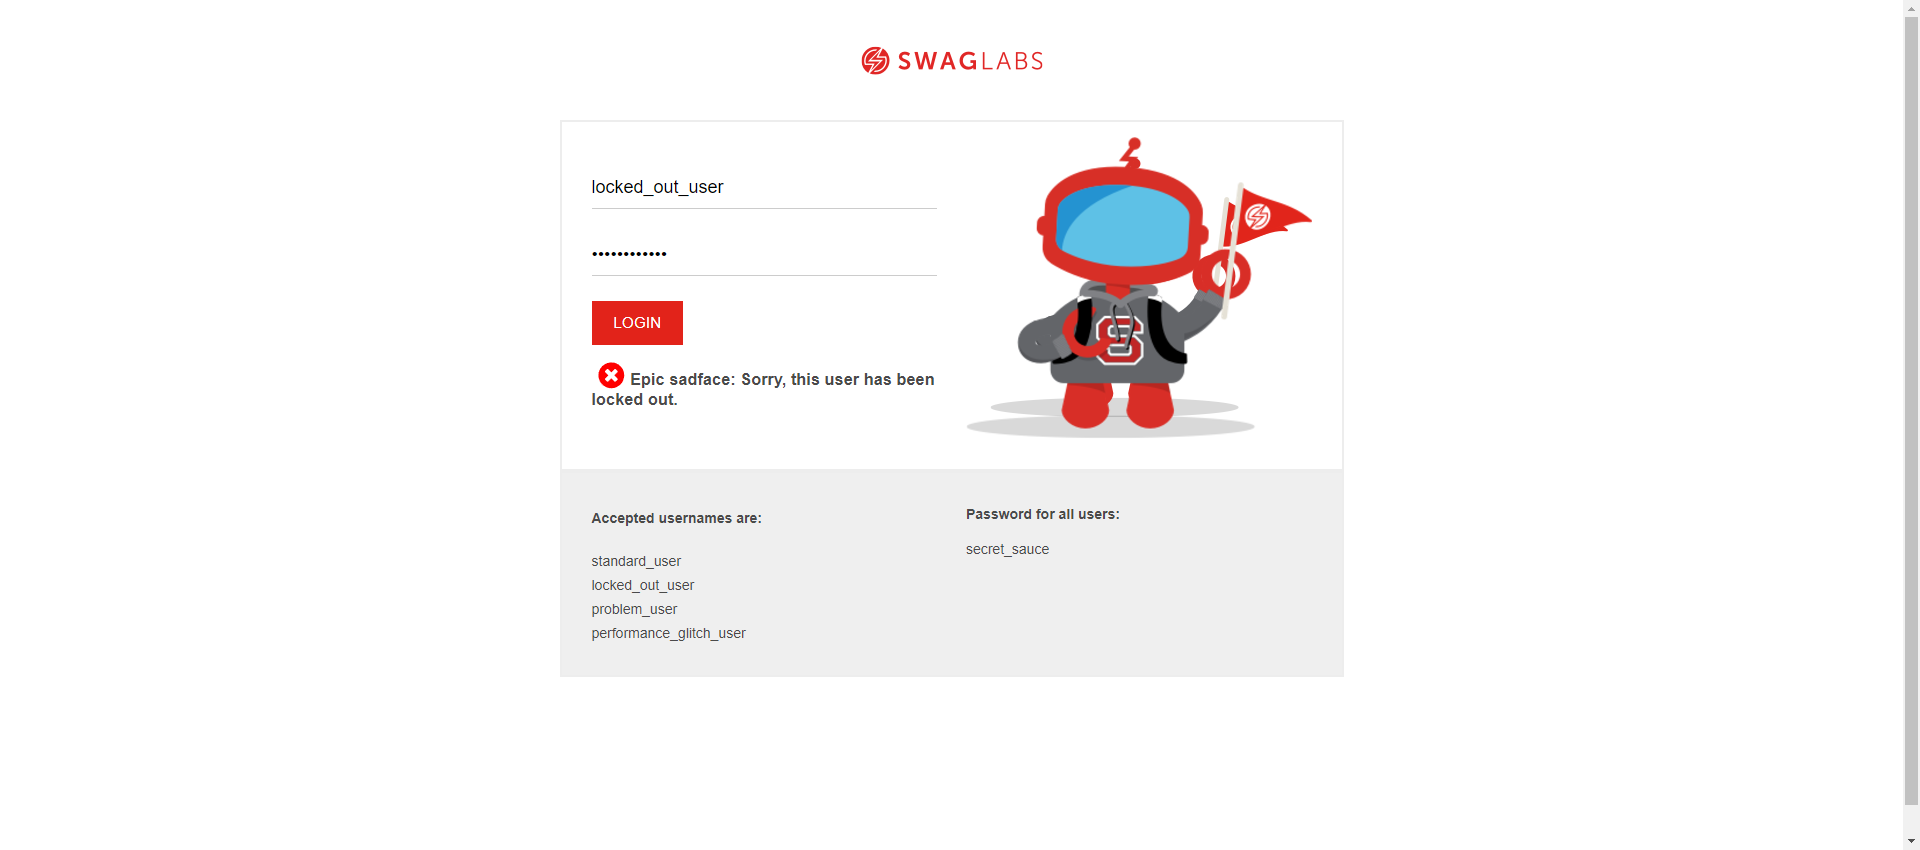 SWAGLABS
locked_out_user
••••••••••••
LOGIN
Epic sadface: Sorry, this user has been
locked out.
S
Accepted usernames are:
standard_user
locked_out_user
problem_user
performance_glitch_user
Password for all users:
secret_sauce